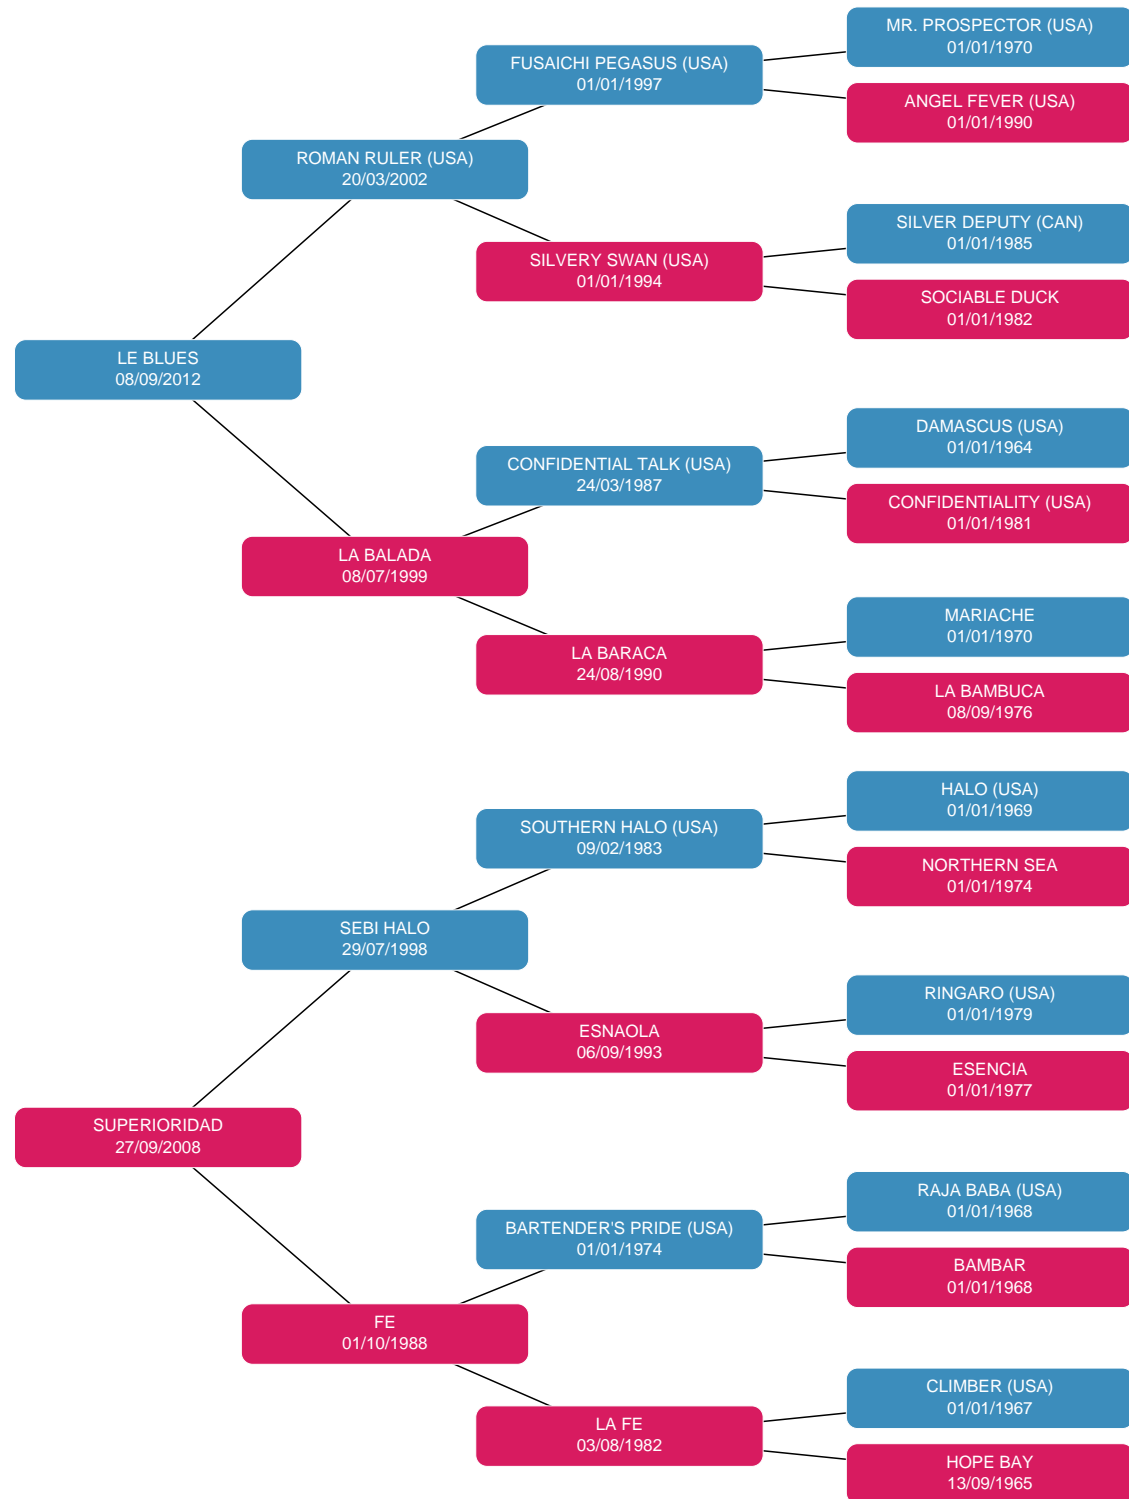 MR. PROSPECTOR (USA)
01/01/1970
FUSAICHI PEGASUS (USA)
01/01/1997
ANGEL FEVER (USA)
01/01/1990
ROMAN RULER (USA)
20/03/2002
SILVER DEPUTY (CAN)
01/01/1985
SILVERY SWAN (USA)
01/01/1994
SOCIABLE DUCK
01/01/1982
LE BLUES
08/09/2012
DAMASCUS (USA)
01/01/1964
CONFIDENTIAL TALK (USA)
24/03/1987
CONFIDENTIALITY (USA)
01/01/1981
LA BALADA
08/07/1999
MARIACHE
01/01/1970
LA BARACA
24/08/1990
LA BAMBUCA
08/09/1976
HALO (USA)
01/01/1969
SOUTHERN HALO (USA)
09/02/1983
NORTHERN SEA
01/01/1974
SEBI HALO
29/07/1998
RINGARO (USA)
01/01/1979
ESNAOLA
06/09/1993
ESENCIA
01/01/1977
SUPERIORIDAD
27/09/2008
RAJA BABA (USA)
01/01/1968
BARTENDER'S PRIDE (USA)
01/01/1974
BAMBAR
01/01/1968
FE
01/10/1988
CLIMBER (USA)
01/01/1967
LA FE
03/08/1982
HOPE BAY
13/09/1965